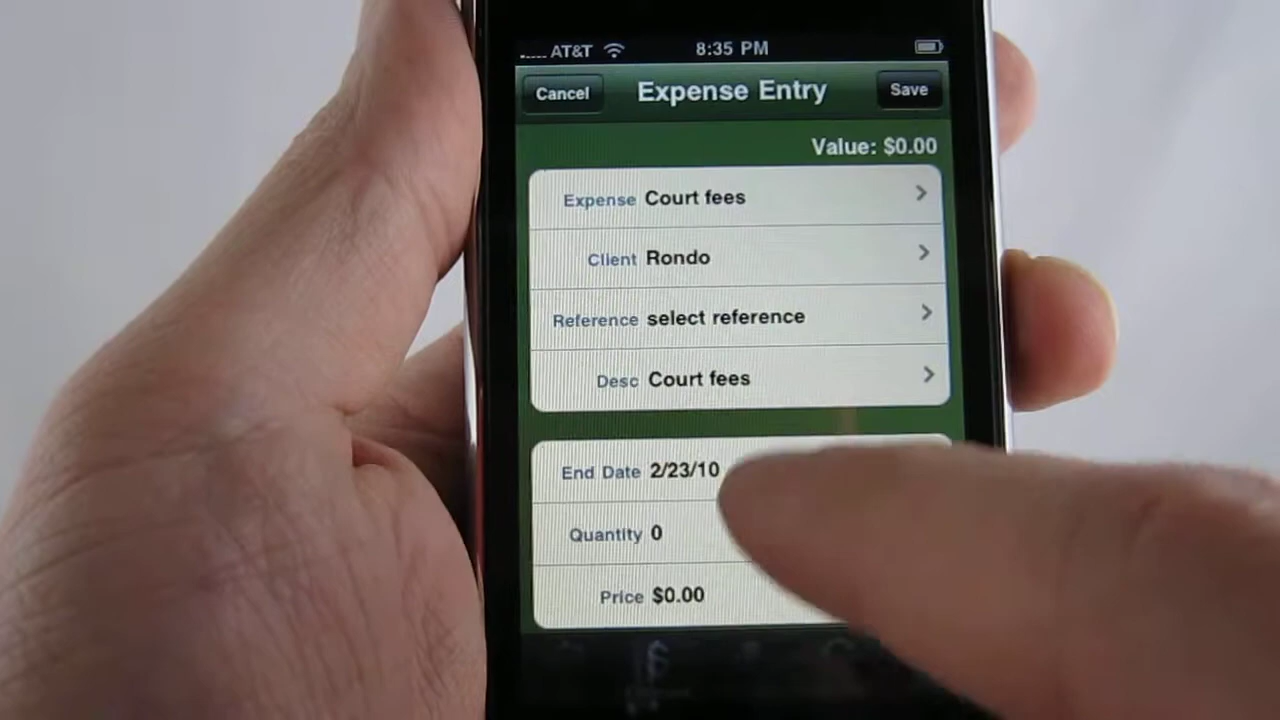 AT&T 8:35 PM
Cancel Expense Entry Save
Value: $0.00
Expense Court fees
Client Rondo
Reference select reference
Desc Court fees
End Date 2/23/10
Quantity 0
Price $0.00